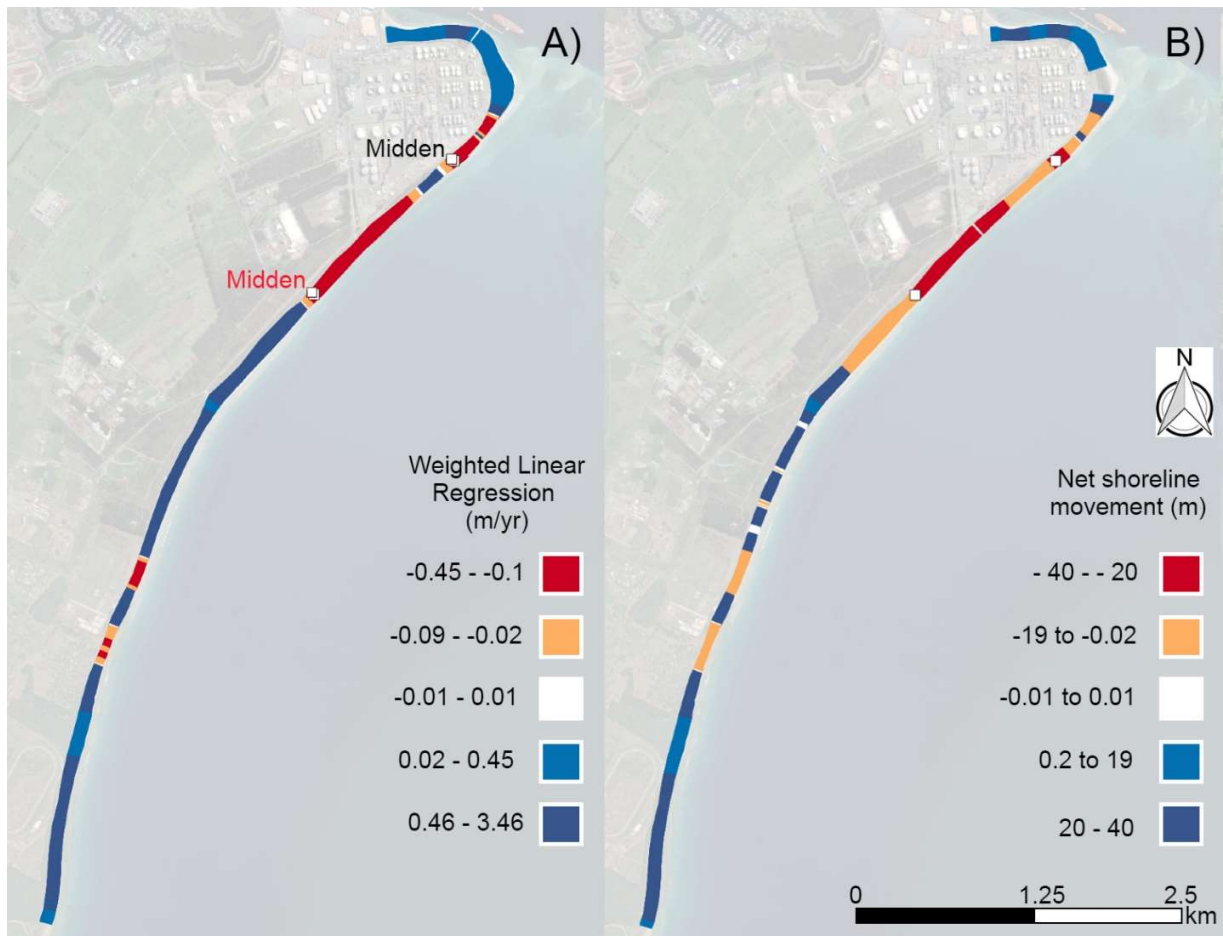 A)
Midden
Midden
Weighted Linear
Regression
(m/yr)
-0.45 - -0.1
-0.09 - -0.02
-0.01 - 0.01
0.02 - 0.45
0.46 - 3.46
B)
N
Net shoreline
movement (m)
- 40 - - 20
-19 to -0.02
-0.01 to 0.01
0.2 to 19
20 - 40
0 1.25 2.5
km